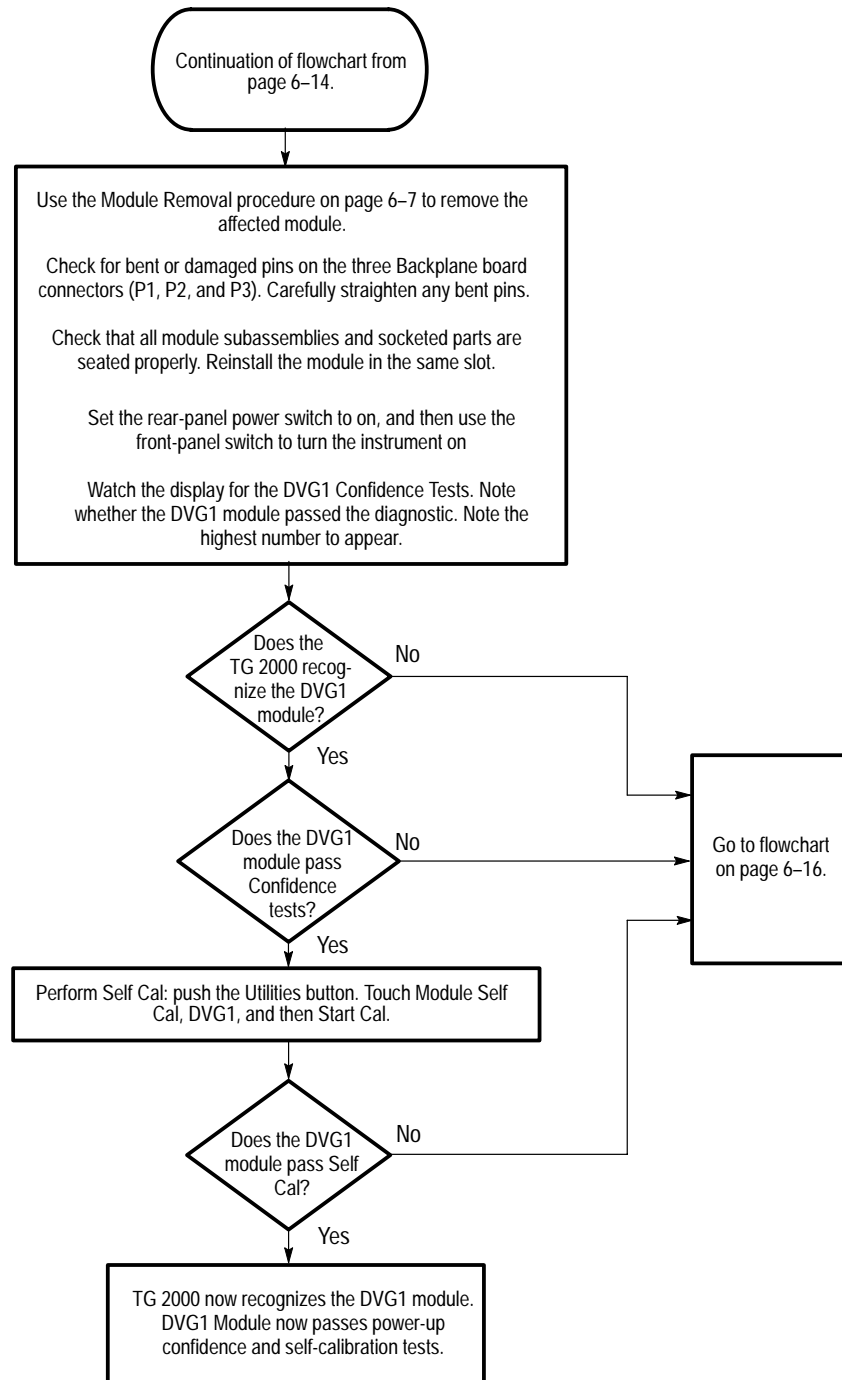 Continuation of flowchart from
page 6–14.
Use the Module Removal procedure on page 6–7 to remove the
affected module.
Check for bent or damaged pins on the three Backplane board
connectors (P1, P2, and P3). Carefully straighten any bent pins.
Check that all module subassemblies and socketed parts are
seated properly. Reinstall the module in the same slot.
Set the rear-panel power switch to on, and then use the
front-panel switch to turn the instrument on
Watch the display for the DVG1 Confidence Tests. Note
whether the DVG1 module passed the diagnostic. Note the
highest number to appear.
Does the
TG 2000 recog-
nize the DVG1
module?
No
Yes
Does the DVG1
module pass
Confidence
tests?
No
Yes
Go to flowchart
on page 6–16.
Perform Self Cal: push the Utilities button. Touch Module Self
Cal, DVG1, and then Start Cal.
Does the DVG1
module pass Self
Cal?
No
Yes
TG 2000 now recognizes the DVG1 module.
DVG1 Module now passes power-up
confidence and self-calibration tests.